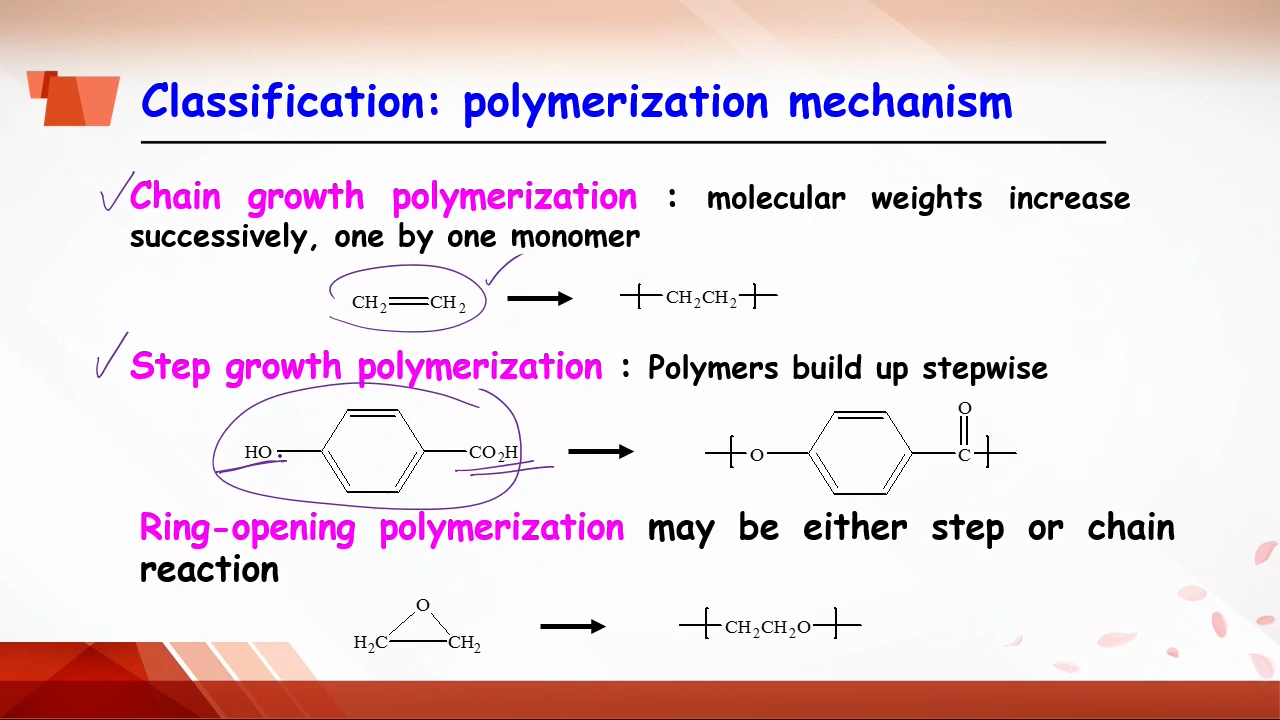 Classification: polymerization mechanism
Chain growth polymerization : molecular weights increase
successively, one by one monomer
CH2 CH2 CH2CH2
Step growth polymerization : Polymers build up stepwise
O
HO CO2H O C
Ring-opening polymerization may be either step or chain
reaction
O
H2C CH2 CH2CH2O